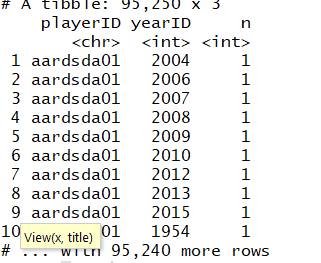 # A tibble: 95,250 x 3
playerID yearID n
<chr> <int> <int>
1 aardsda01 2004 1
2 aardsda01 2006 1
3 aardsda01 2007 1
4 aardsda01 2008 1
5 aardsda01 2009 1
6 aardsda01 2010 1
7 aardsda01 2012 1
8 aardsda01 2013 1
9 aardsda01 2015 1
10 01 1954 1
View(x, title)
# ... with 95,240 more rows